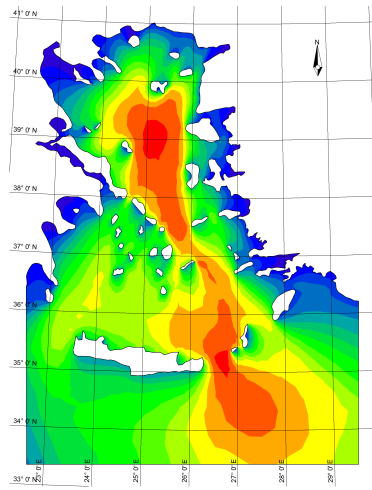 41° 0' N
N
40° 0' N
39° 0' N
38° 0' N
37° 0' N
36° 0' N
35° 0' N
34° 0' N
33° 0' N
23° 0' E
24° 0' E
25° 0' E
26° 0' E
27° 0' E
28° 0' E
29° 0' E